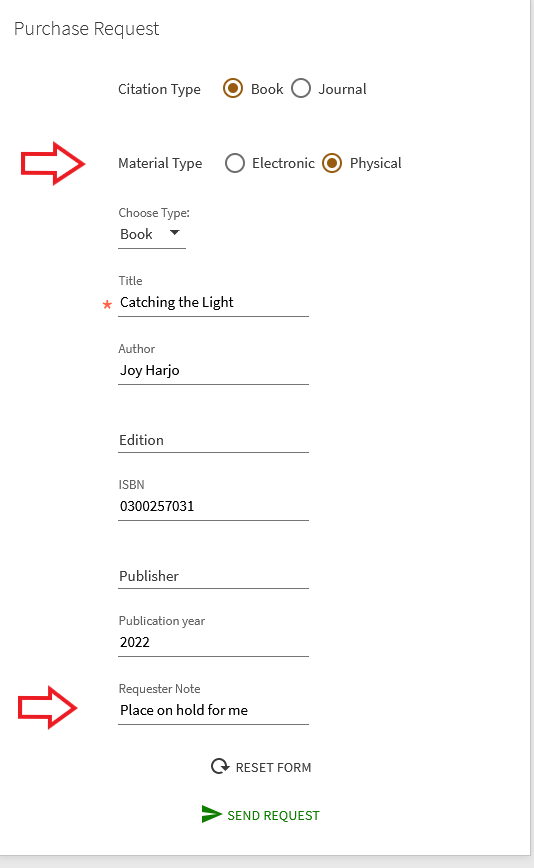 Purchase Request
Citation Type Book Journal
Material Type Electronic Physical
Choose Type:
Book
Title
* Catching the Light
Author
Joy Harjo
Edition
ISBN
0300257031
Publisher
Publication year
2022
Requester Note
Place on hold for me
RESET FORM
SEND REQUEST